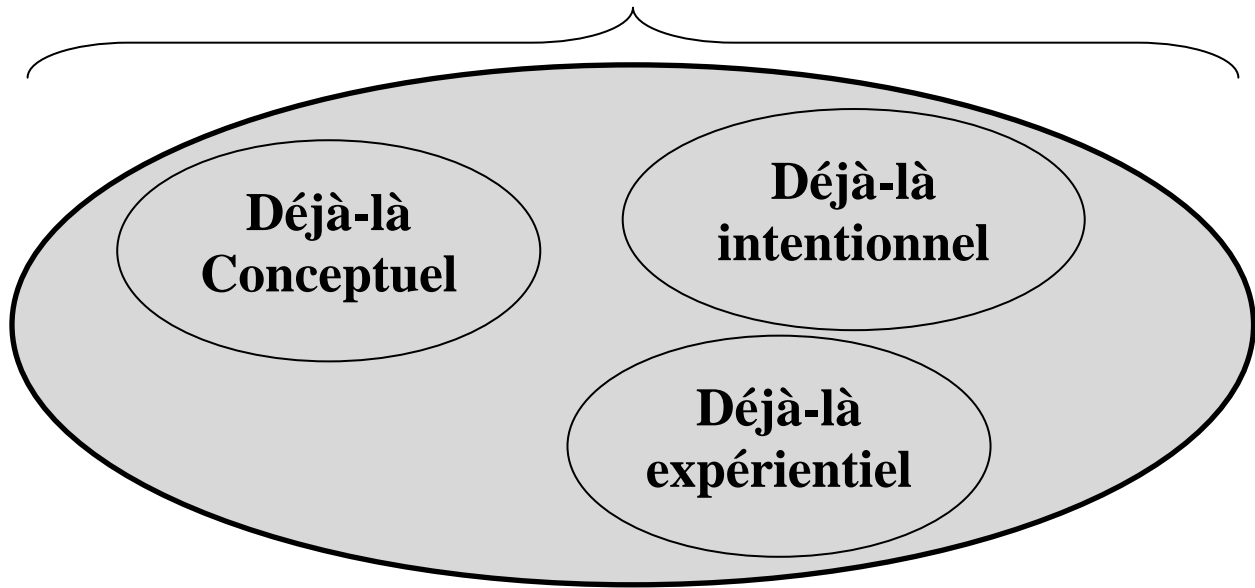 Déjà-là
Conceptuel
Déjà-là
intentionnel
Déjà-là
expérientiel